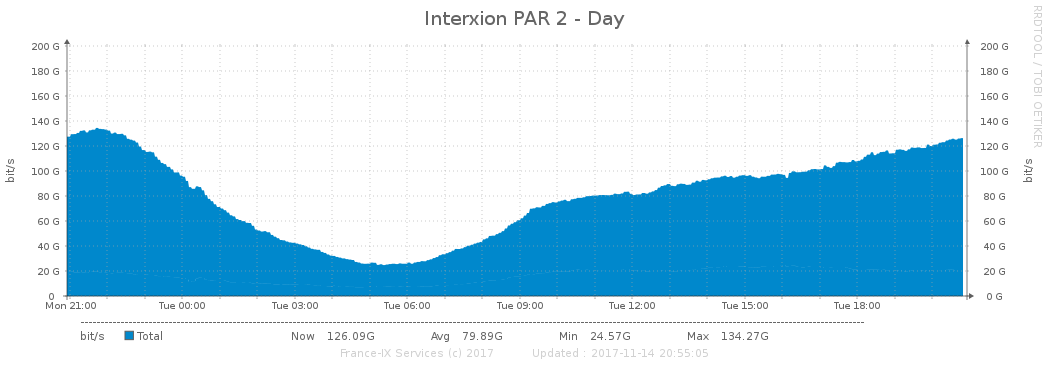 Interxion PAR 2 - Day
RRDTOOL / TOBI OETIKER
bit/s
200 G 200 G
180 G 180 G
160 G 160 G
140 G 140 G
120 G 120 G
100 G 100 G
80 G 80 G
60 G 60 G
40 G 40 G
20 G 20 G
0 0 G
bit/s
Mon 21:00 Tue 00:00 Tue 03:00 Tue 06:00 Tue 09:00 Tue 12:00 Tue 15:00 Tue 18:00
bit/s Total Now 126.09G Avg 79.89G Min 24.57G Max 134.27G
France-IX Services (c) 2017 Updated : 2017-11-14 20:55:05